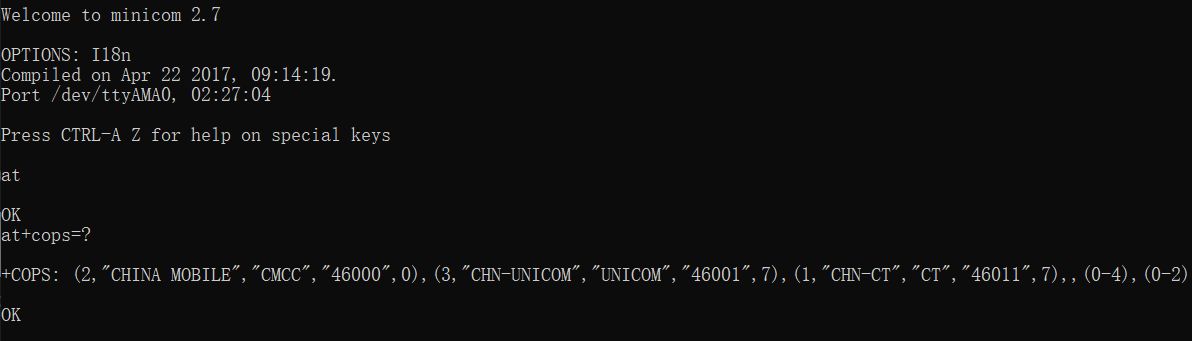 Welcome to minicom 2.7
OPTIONS: I18n
Compiled on Apr 22 2017, 09:14:19.
Port /dev/ttyAMA0, 02:27:04
Press CTRL-A Z for help on special keys
at
OK
at+cops=?
+COPS: (2,"CHINA MOBILE","CMCC","46000",0),(3,"CHN-UNICOM","UNICOM","46001",7),(1,"CHN-CT","CT","46011",7),,(0-4),(0-2)
OK